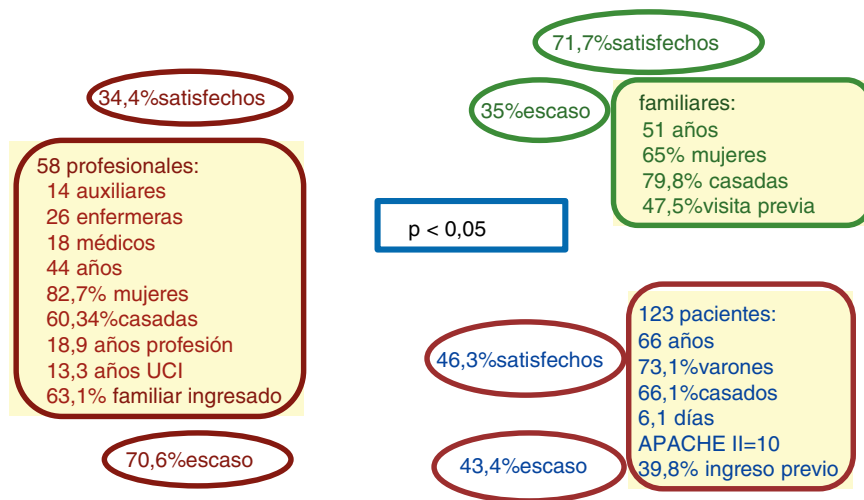 34,4%satisfechos
58 profesionales:
14 auxiliares
26 enfermeras
18 médicos
44 años
82,7% mujeres
60,34%casadas
18,9 años profesión
13,3 años UCI
63,1% familiar ingresado
70,6%escaso
71,7%satisfechos
35%escaso
familiares:
51 años
65% mujeres
79,8% casadas
47,5%visita previa
p < 0,05
46,3%satisfechos
43,4%escaso
123 pacientes:
66 años
73,1%varones
66,1%casados
6,1 días
APACHE II=10
39,8% ingreso previo